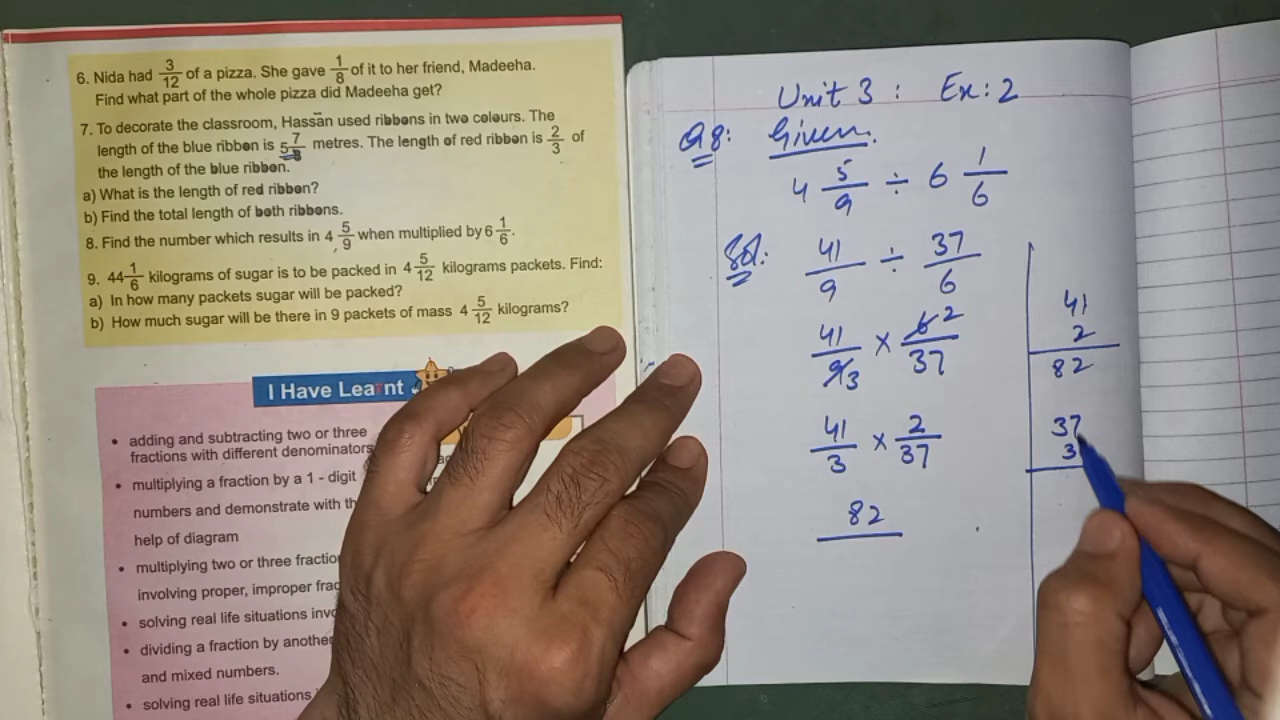 6. Nida had 3/12 of a pizza. She gave 1/8 of it to her friend, Madeeha.
Find what part of the whole pizza did Madeeha get?
7. To decorate the classroom, Hassan used ribbons in two colours. The
length of the blue ribbon is 5 7/8 metres. The length of red ribbon is 2/3 of
the length of the blue ribbon.
a) What is the length of red ribbon?
b) Find the total length of both ribbons.
8. Find the number which results in 4 5/9 when multiplied by 6 1/6.
9. 44 1/6 kilograms of sugar is to be packed in 4 5/12 kilograms packets. Find:
a) In how many packets sugar will be packed?
b) How much sugar will be there in 9 packets of mass 4 5/12 kilograms?
I Have Learnt
• adding and subtracting two or three
fractions with different denominators
• multiplying a fraction by a 1 - digit
numbers and demonstrate with th
help of diagram
• multiplying two or three fractio
involving proper, improper frac
• solving real life situations invo
• dividing a fraction by another
and mixed numbers.
• solving real life situations
Unit 3 : Ex: 2
Q8: Given.
4 5/9 ÷ 6 1/6
Sol: 41/9 ÷ 37/6
41/9 3 × 6 2/37
41/3 × 2/37
82
41
2
82
37
3